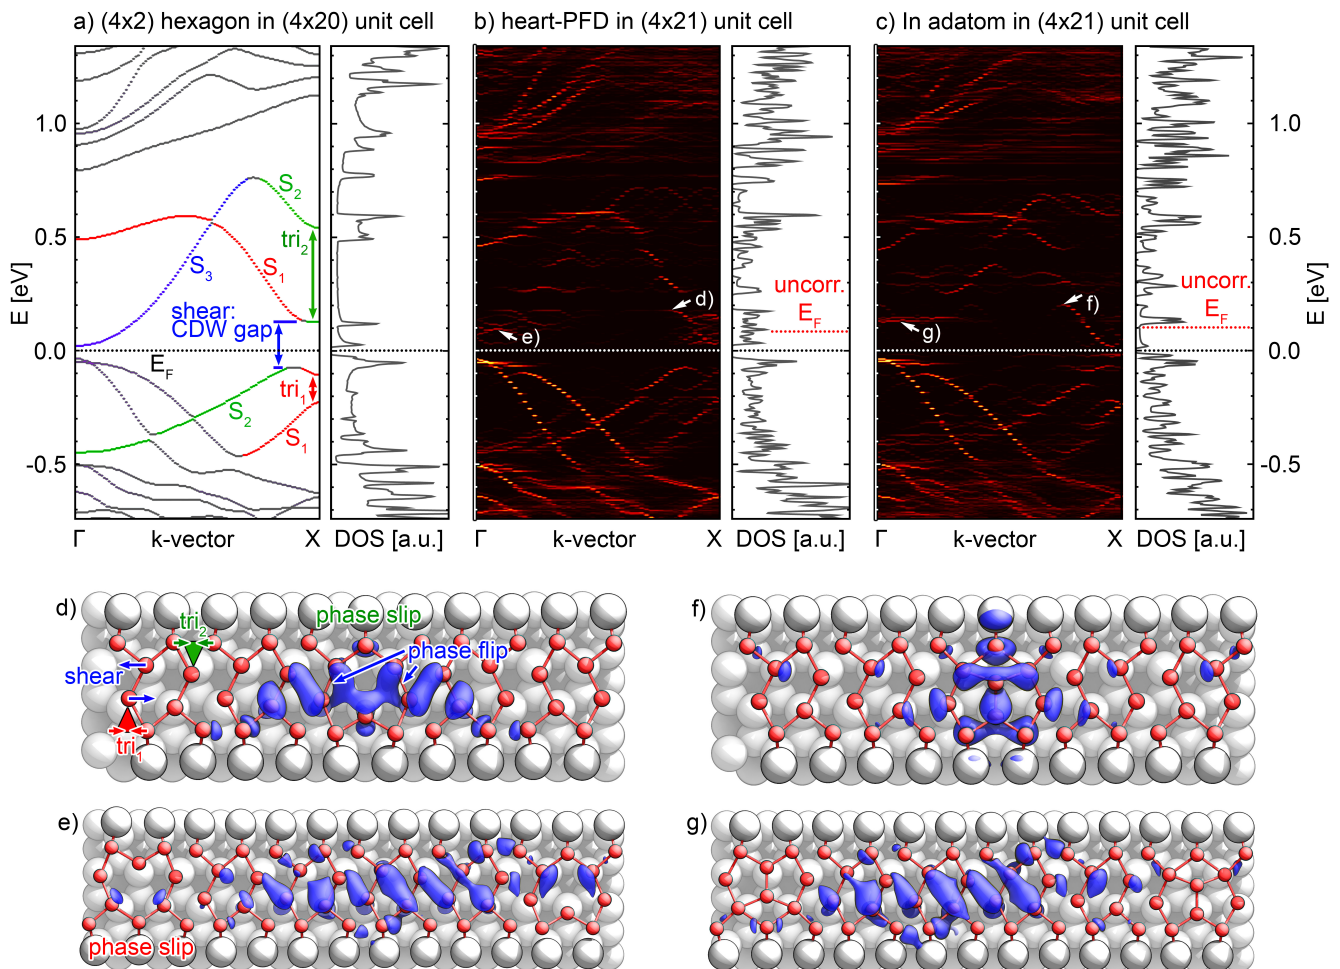 a) (4x2) hexagon in (4x20) unit cell
b) heart-PFD in (4x21) unit cell
c) In adatom in (4x21) unit cell
E [eV]
1.0
0.5
0.0
-0.5
S₂
tri₂
S₃
S₁
shear:
CDW gap
E_F
tri₁
S₂
S₁
Γ
k-vector
X
DOS [a.u.]
d)
e)
uncorr.
E_F
Γ
k-vector
X
DOS [a.u.]
f)
g)
uncorr.
E_F
Γ
k-vector
X
DOS [a.u.]
1.0
0.5
0.0
-0.5
E [eV]
d)
tri₂
phase slip
phase flip
shear
tri₁
f)
e)
phase slip
g)